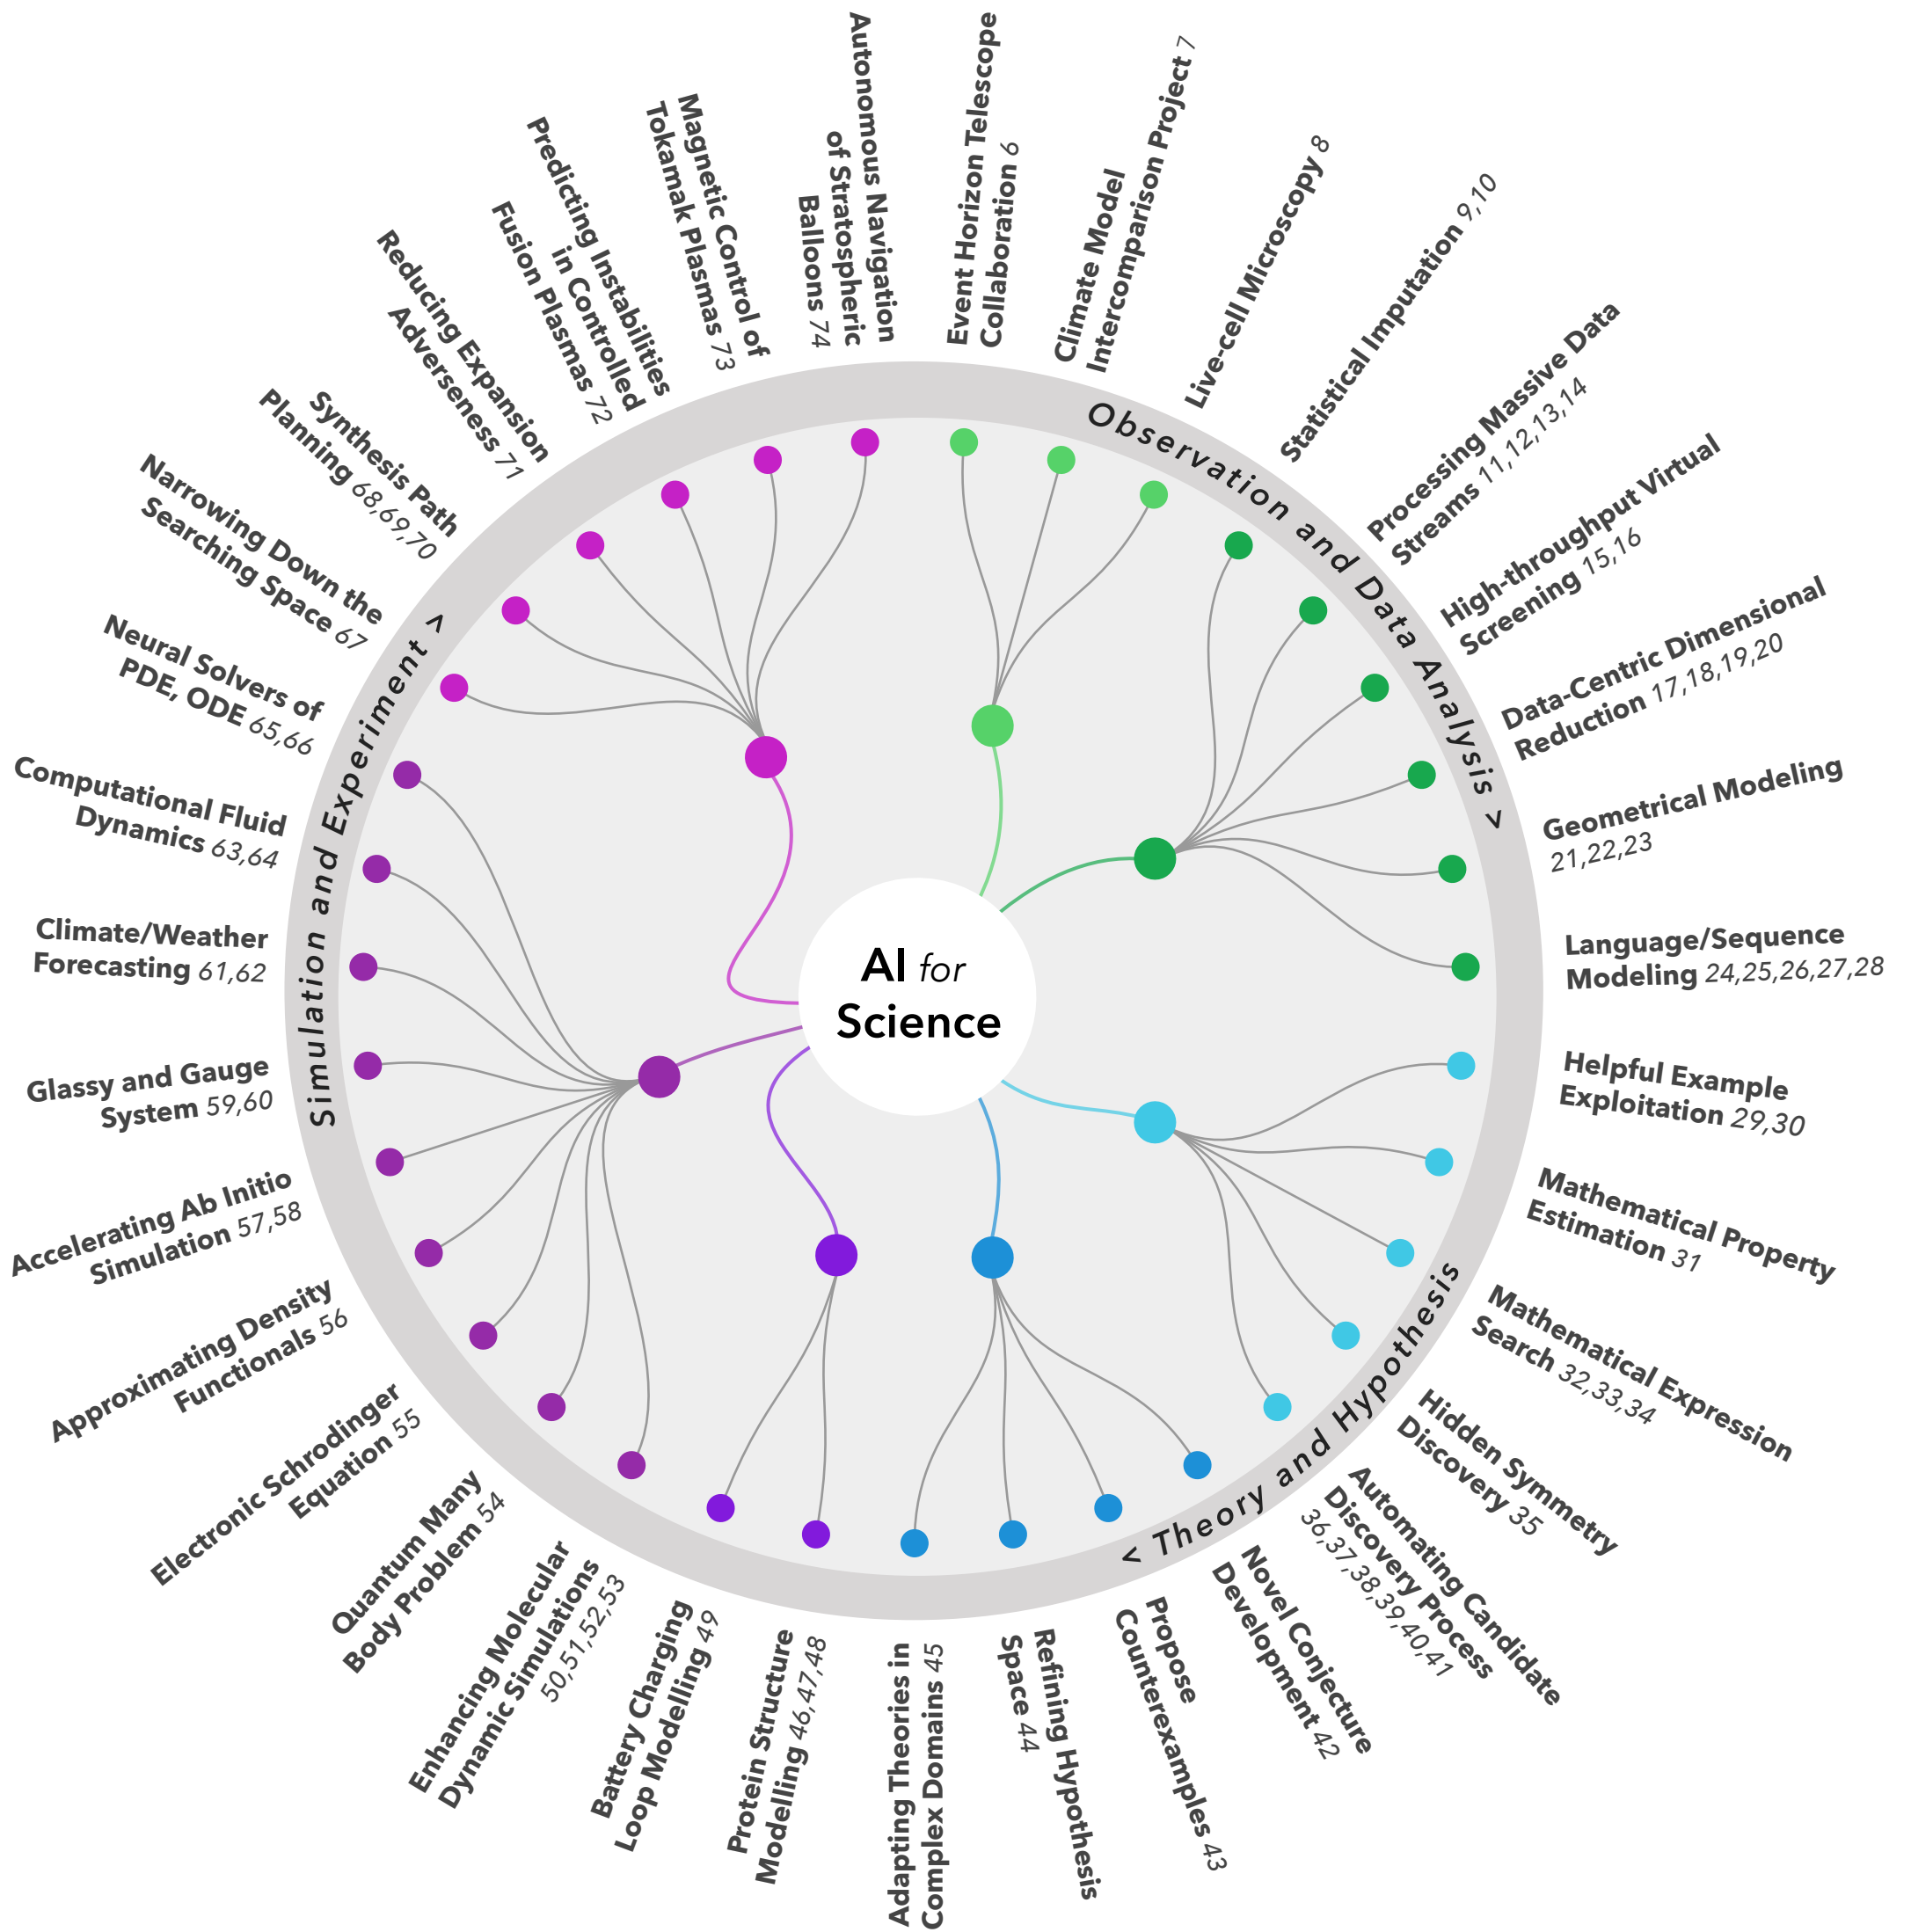 AI for
Science
Observation and Data Analysis >
< Theory and Hypothesis
Simulation and Experiment >
Event Horizon Telescope
Collaboration 6
Climate Model
Intercomparison Project 7
Live-cell Microscopy 8
Statistical Imputation 9,10
Processing Massive Data
Streams 11,12,13,14
High-throughput Virtual
Screening 15,16
Data-Centric Dimensional
Reduction 17,18,19,20
Geometrical Modeling
21,22,23
Language/Sequence
Modeling 24,25,26,27,28
Helpful Example
Exploitation 29,30
Mathematical Property
Estimation 31
Mathematical Expression
Search 32,33,34
Hidden Symmetry
Discovery 35
Automating Candidate
Discovery Process
36,37,38,39,40,41
Novel Conjecture
Development 42
Propose
Counterexamples 43
Refining Hypothesis
Space 44
Adapting Theories in
Complex Domains 45
Protein Structure
Modelling 46,47,48
Battery Charging
Loop Modelling 49
Enhancing Molecular
Dynamic Simulations
50,51,52,53
Quantum Many
Body Problem 54
Electronic Schrodinger
Equation 55
Approximating Density
Functionals 56
Accelerating Ab Initio
Simulation 57,58
Glassy and Gauge
System 59,60
Climate/Weather
Forecasting 61,62
Computational Fluid
Dynamics 63,64
Neural Solvers of
PDE, ODE 65,66
Narrowing Down the
Searching Space 67
Synthesis Path
Planning 68,69,70
Reducing Expansion
Adverseness 71
Predicting Instabilities
in Controlled
Fusion Plasmas 72
Magnetic Control of
Tokamak Plasmas 73
Autonomous Navigation
of Stratospheric
Balloons 74